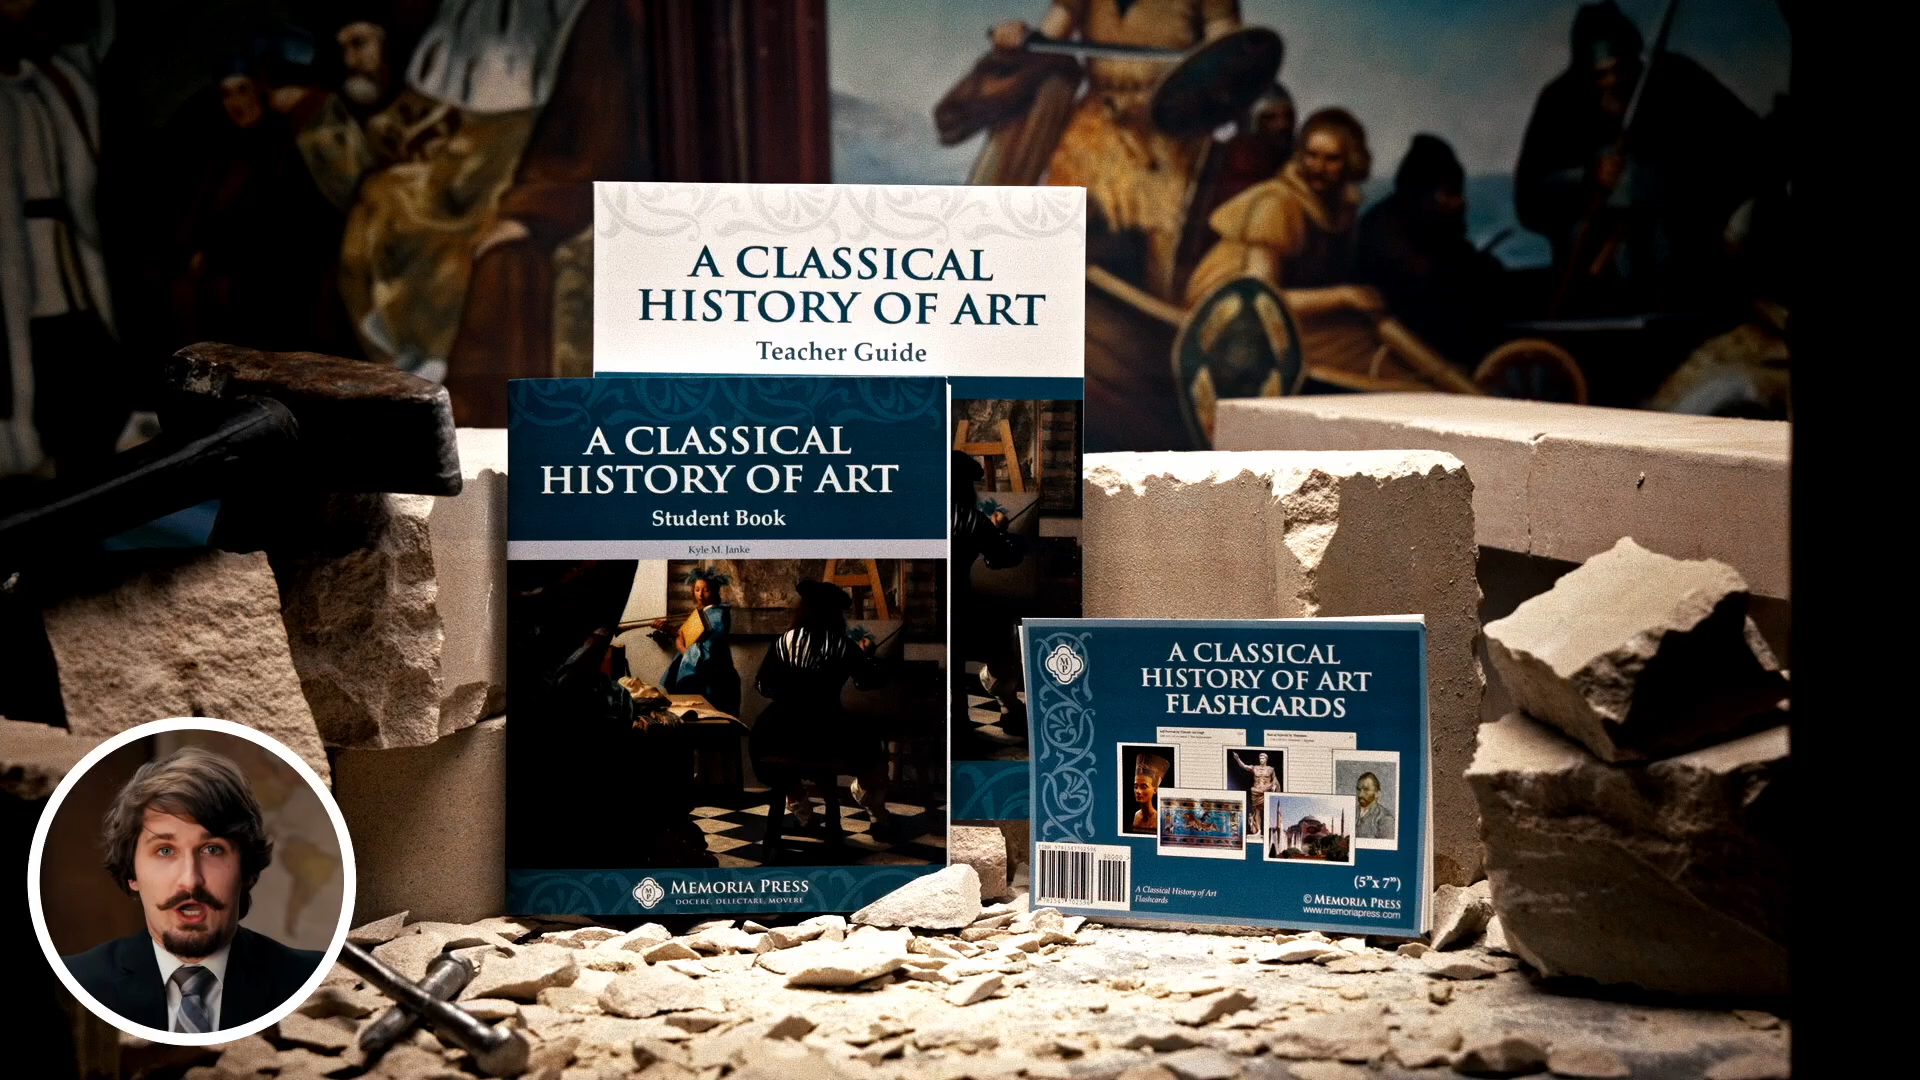 A CLASSICAL
HISTORY OF ART
Teacher Guide
A CLASSICAL
HISTORY OF ART
Student Book
Kyle M. Janke
MEMORIA PRESS
DOCERE, DELECTARE, MOVERE
A CLASSICAL
HISTORY OF ART
FLASHCARDS
(5”x 7”)
A Classical History of Art
Flashcards
© MEMORIA PRESS
www.memoriapress.com